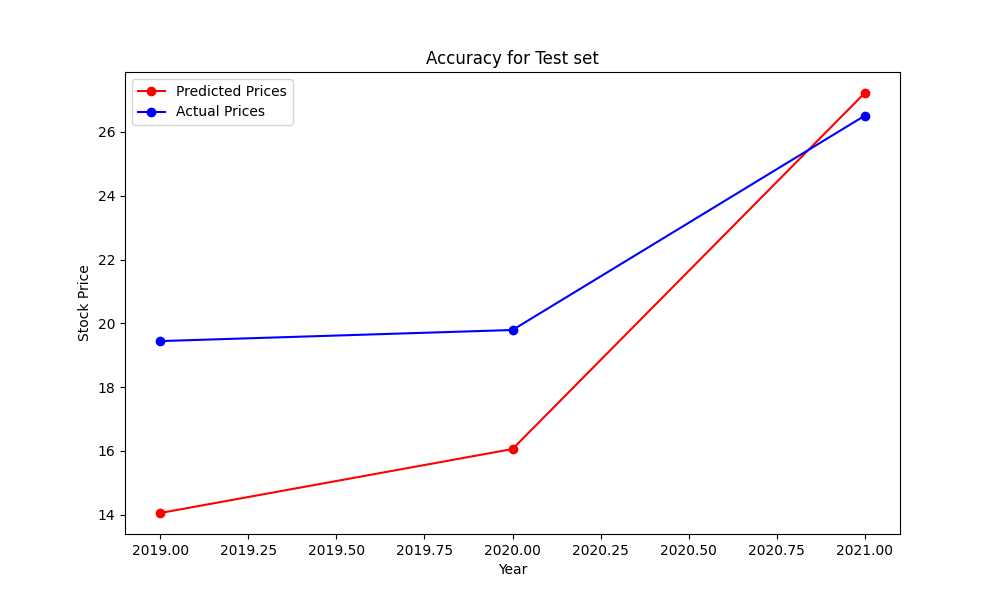 Accuracy for Test set
Predicted Prices
Actual Prices
26
24
22
20
18
16
14
Stock Price
2019.00 2019.25 2019.50 2019.75 2020.00 2020.25 2020.50 2020.75 2021.00
Year